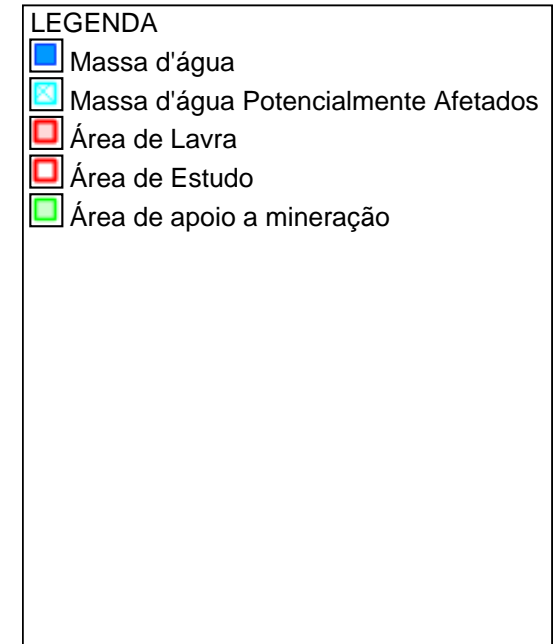 LEGENDA
Massa d'água
Massa d'água Potencialmente Afetados
Área de Lavra
Área de Estudo
Área de apoio a mineração